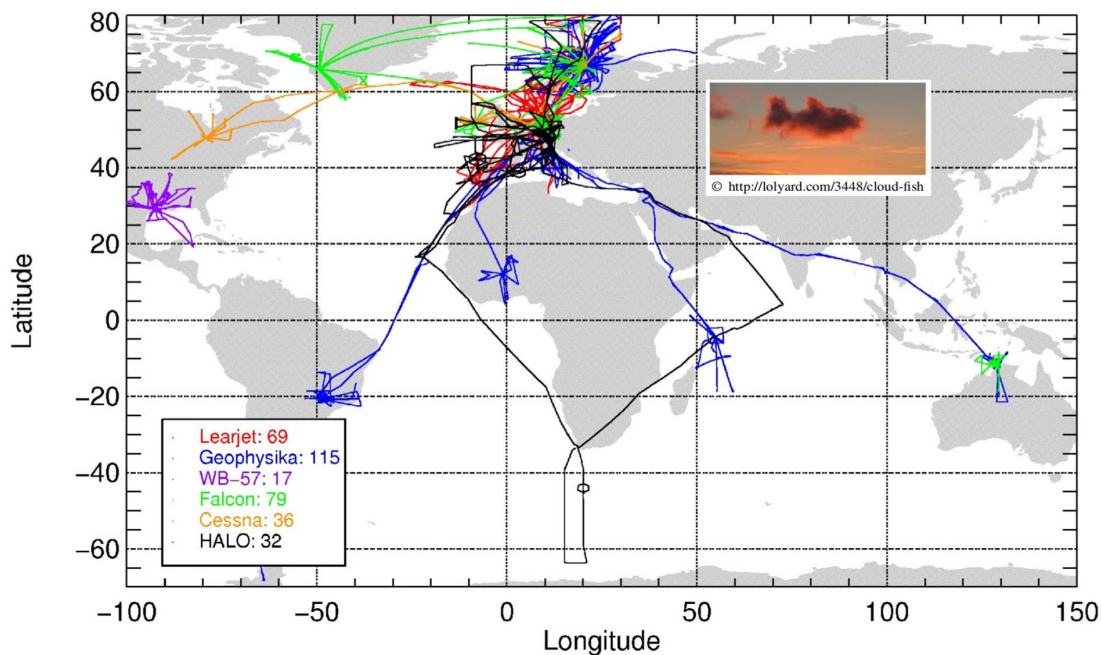 80
60
40
20
0
−20
−40
−60
Latitude
© http://lolyard.com/3448/cloud-fish
Learjet: 69
Geophysika: 115
WB−57: 17
Falcon: 79
Cessna: 36
HALO: 32
−100 −50 0 50 100 150
Longitude